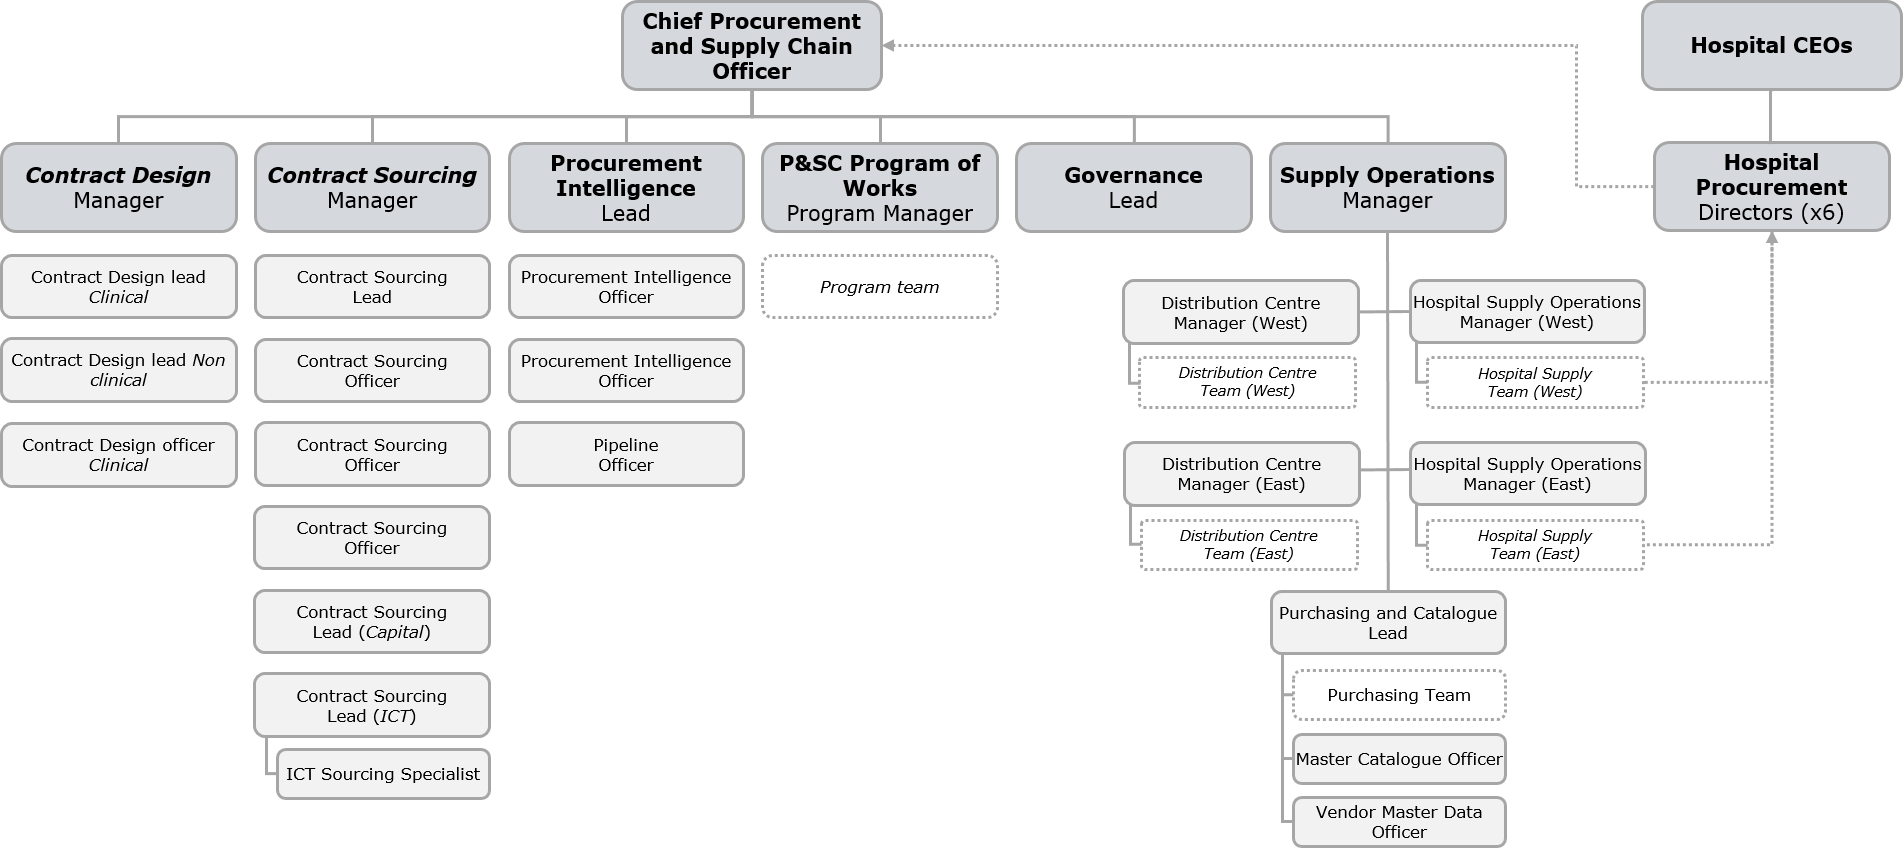 Chief Procurement
and Supply Chain
Officer
Hospital CEOs
Contract Design
Manager
Contract Sourcing
Manager
Procurement
Intelligence
Lead
P&SC Program of
Works
Program Manager
Governance
Lead
Supply Operations
Manager
Hospital
Procurement
Directors (x6)
Contract Design lead
Clinical
Contract Design lead Non
clinical
Contract Design officer
Clinical
Contract Sourcing
Lead
Contract Sourcing
Officer
Contract Sourcing
Officer
Contract Sourcing
Officer
Contract Sourcing
Lead (Capital)
Contract Sourcing
Lead (ICT)
ICT Sourcing Specialist
Procurement Intelligence
Officer
Procurement Intelligence
Officer
Pipeline
Officer
Program team
Distribution Centre
Manager (West)
Distribution Centre
Team (West)
Hospital Supply Operations
Manager (West)
Hospital Supply
Team (West)
Distribution Centre
Manager (East)
Distribution Centre
Team (East)
Hospital Supply Operations
Manager (East)
Hospital Supply
Team (East)
Purchasing and Catalogue
Lead
Purchasing Team
Master Catalogue Officer
Vendor Master Data
Officer